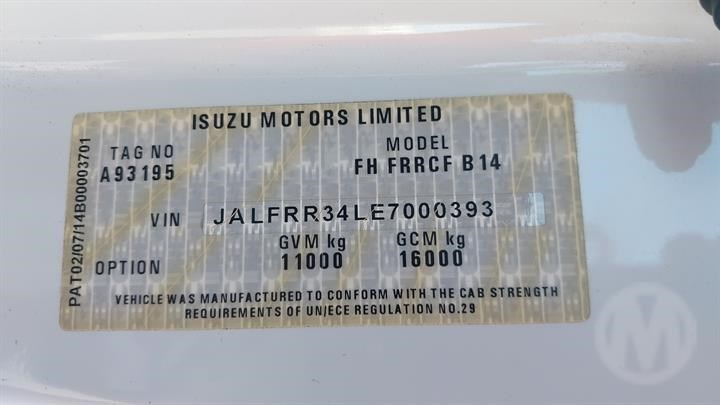 ISUZU MOTORS LIMITED
TAG NO
A93195
MODEL
FH FRRCF B14
VIN JALFRR34LE7000393
GVM kg
11000
GCM kg
16000
OPTION
VEHICLE WAS MANUFACTURED TO CONFORM WITH THE CAB STRENGTH
REQUIREMENTS OF UN/ECE REGULATION NO.29
PAT02/07/14B00003701
M